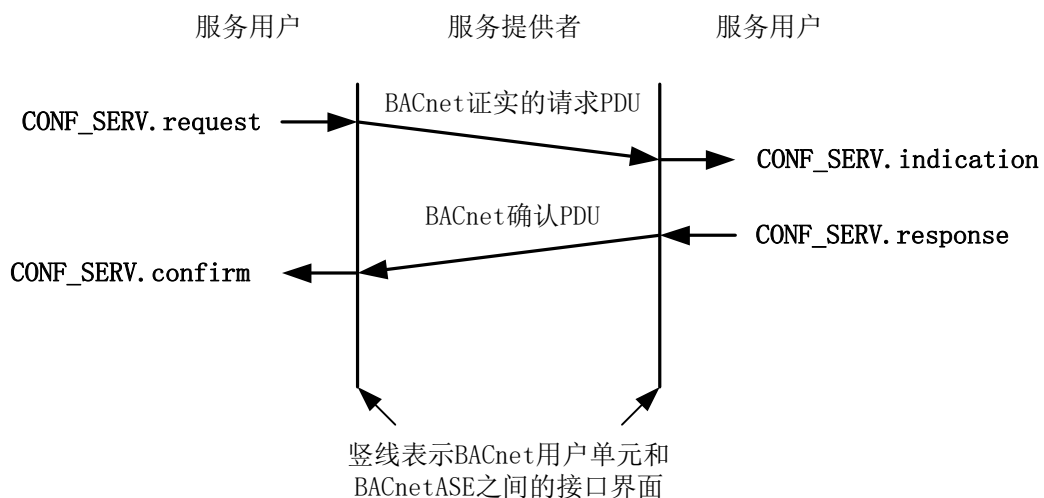 服务用户
服务提供者
服务用户
BACnet证实的请求PDU
CONF_SERV.request
CONF_SERV.indication
BACnet确认PDU
CONF_SERV.response
CONF_SERV.confirm
竖线表示BACnet用户单元和
BACnetASE之间的接口界面